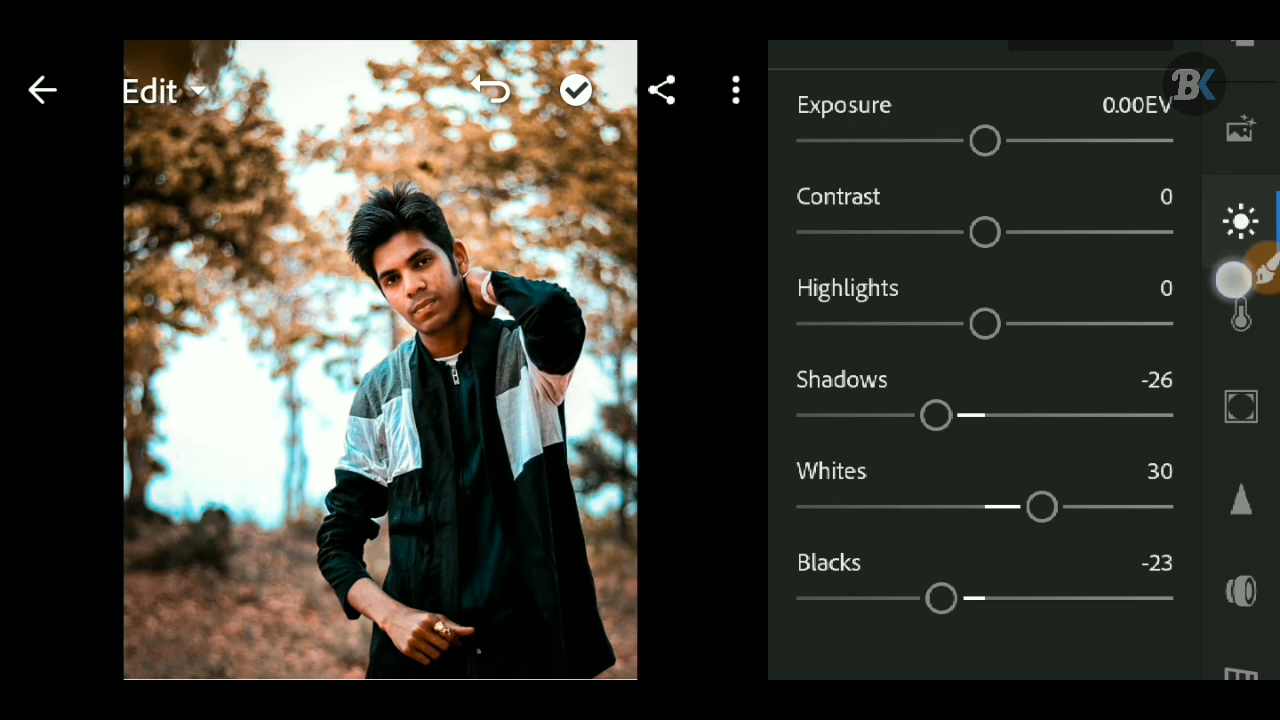 Edit
BK
Exposure 0.00EV
Contrast 0
Highlights 0
Shadows -26
Whites 30
Blacks -23